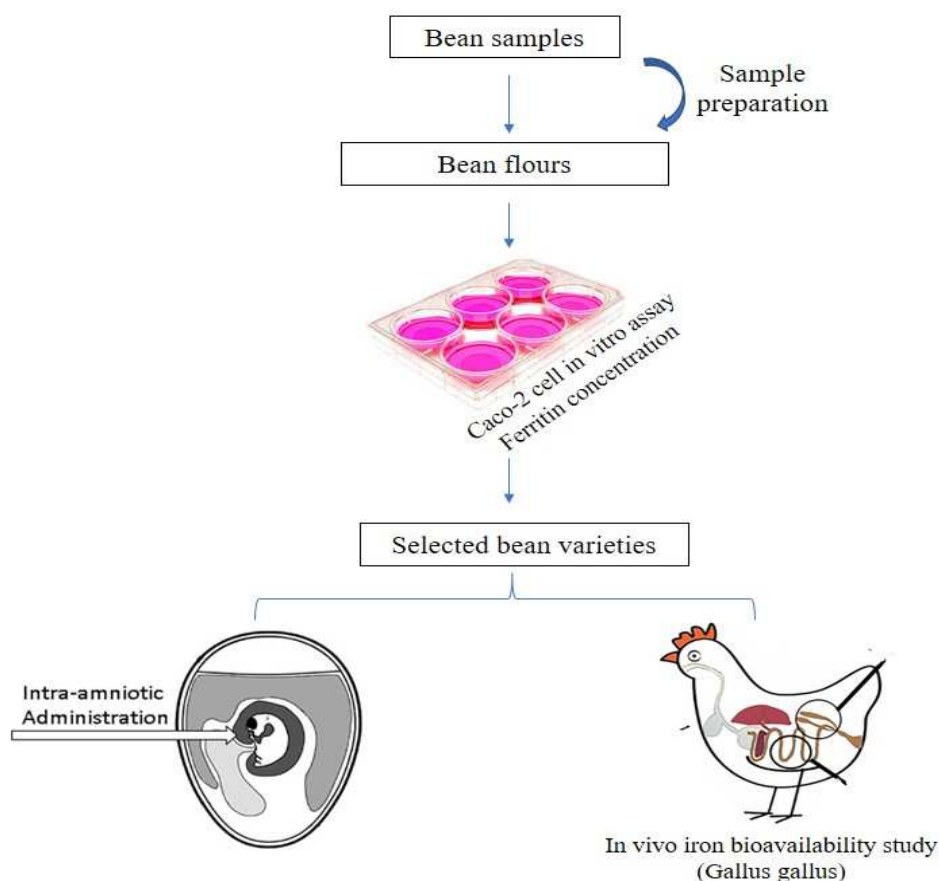 Bean samples
Sample
preparation
Bean flours
Caco-2 cell in vitro assay
Ferritin concentration
Selected bean varieties
Intra-amniotic
Administration
In vivo iron bioavailability study
(Gallus gallus)